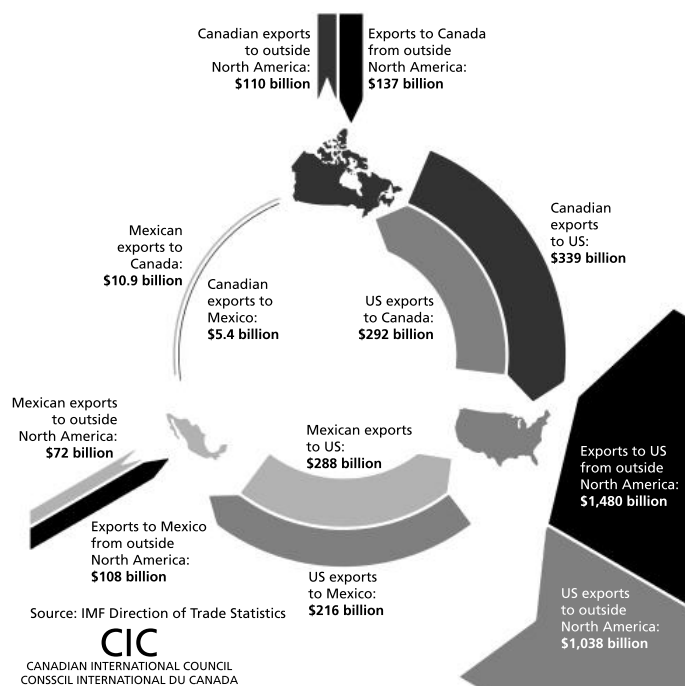 Canadian exports
to outside
North America:
$110 billion
Exports to Canada
from outside
North America:
$137 billion
Canadian
exports
to US:
$339 billion
Mexican
exports to
Canada:
$10.9 billion
Canadian
exports to
Mexico:
$5.4 billion
US exports
to Canada:
$292 billion
Mexican exports
to outside
North America:
$72 billion
Mexican exports
to US:
$288 billion
Exports to US
from outside
North America:
$1,480 billion
Exports to Mexico
from outside
North America:
$108 billion
US exports
to Mexico:
$216 billion
US exports
to outside
North America:
$1,038 billion
Source: IMF Direction of Trade Statistics
CIC
CANADIAN INTERNATIONAL COUNCIL
CONSSCIL INTERNATIONAL DU CANADA